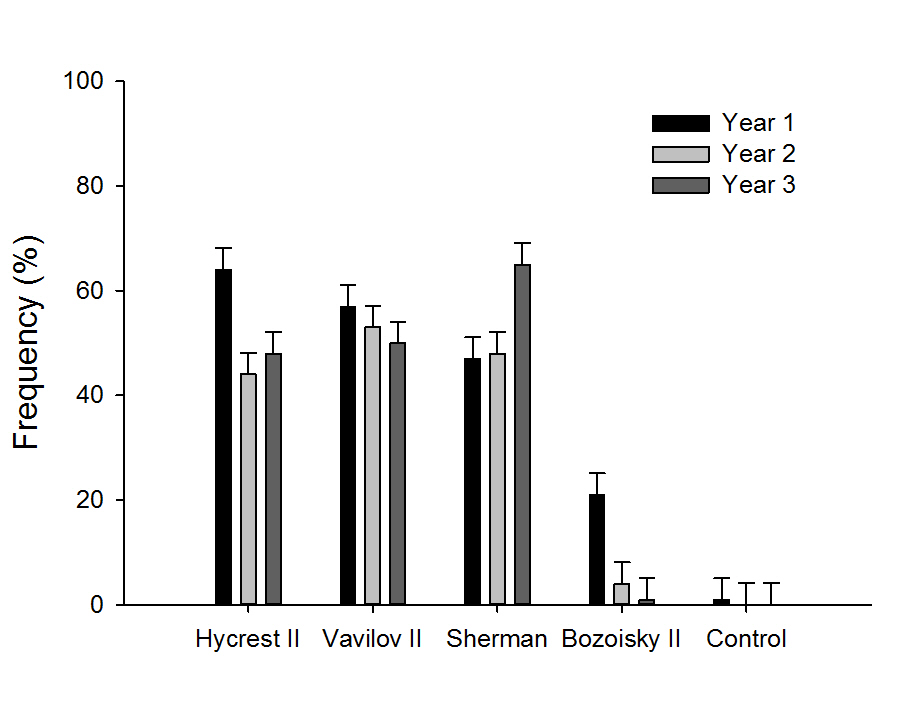 100
80
60
40
20
0
Frequency (%)
Year 1
Year 2
Year 3
Hycrest II Vavilov II Sherman Bozoisky II Control